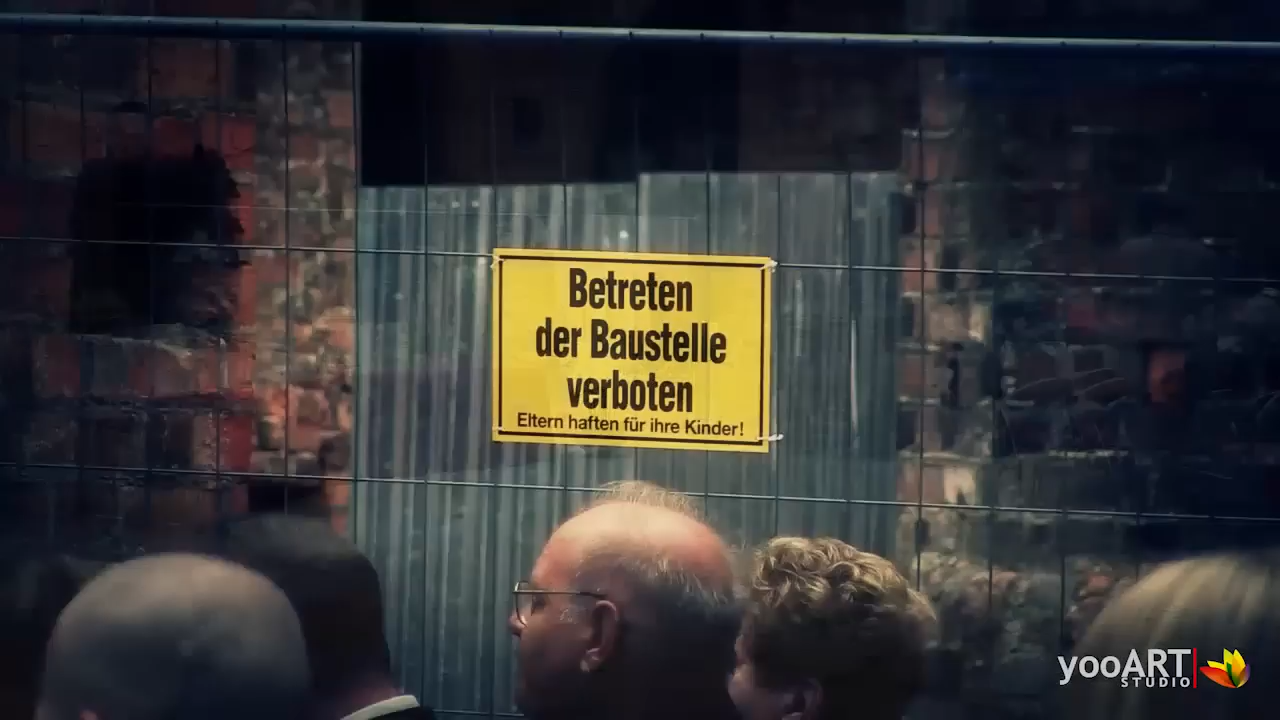 Betreten
der Baustelle
verboten
Eltern haften für ihre Kinder!
yooART
STUDIO